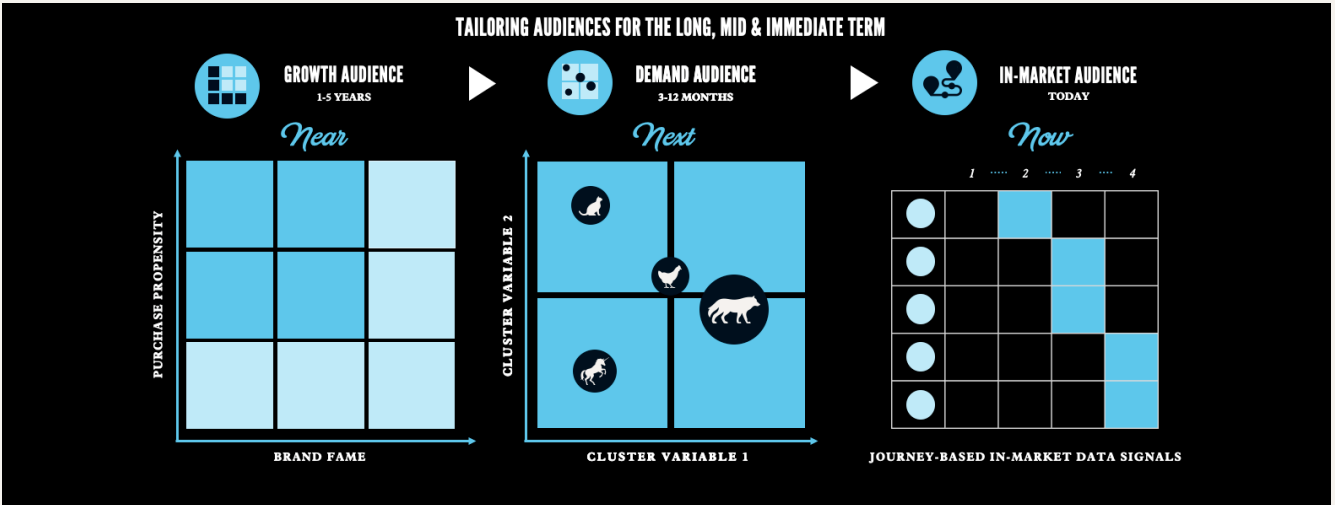 TAILORING AUDIENCES FOR THE LONG, MID & IMMEDIATE TERM
GROWTH AUDIENCE
1-5 YEARS
Near
PURCHASE PROPENSITY
BRAND FAME
DEMAND AUDIENCE
3-12 MONTHS
Next
CLUSTER VARIABLE 2
CLUSTER VARIABLE 1
IN-MARKET AUDIENCE
TODAY
Now
1 ····· 2 ····· 3 ···· 4
JOURNEY-BASED IN-MARKET DATA SIGNALS